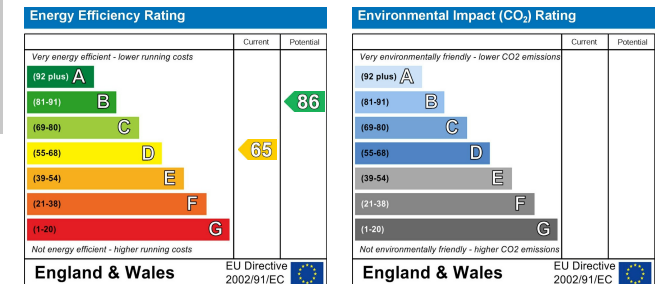 Energy Efficiency Rating
Current Potential
Very energy efficient - lower running costs
(92 plus) A
(81-91) B
86
(69-80) C
(55-68) D
65
(39-54) E
(21-38) F
(1-20) G
Not energy efficient - higher running costs
England & Wales
EU Directive
2002/91/EC
Environmental Impact (CO₂) Rating
Current Potential
Very environmentally friendly - lower CO2 emissions
(92 plus) A
(81-91) B
(69-80) C
(55-68) D
(39-54) E
(21-38) F
(1-20) G
Not environmentally friendly - higher CO2 emissions
England & Wales
EU Directive
2002/91/EC